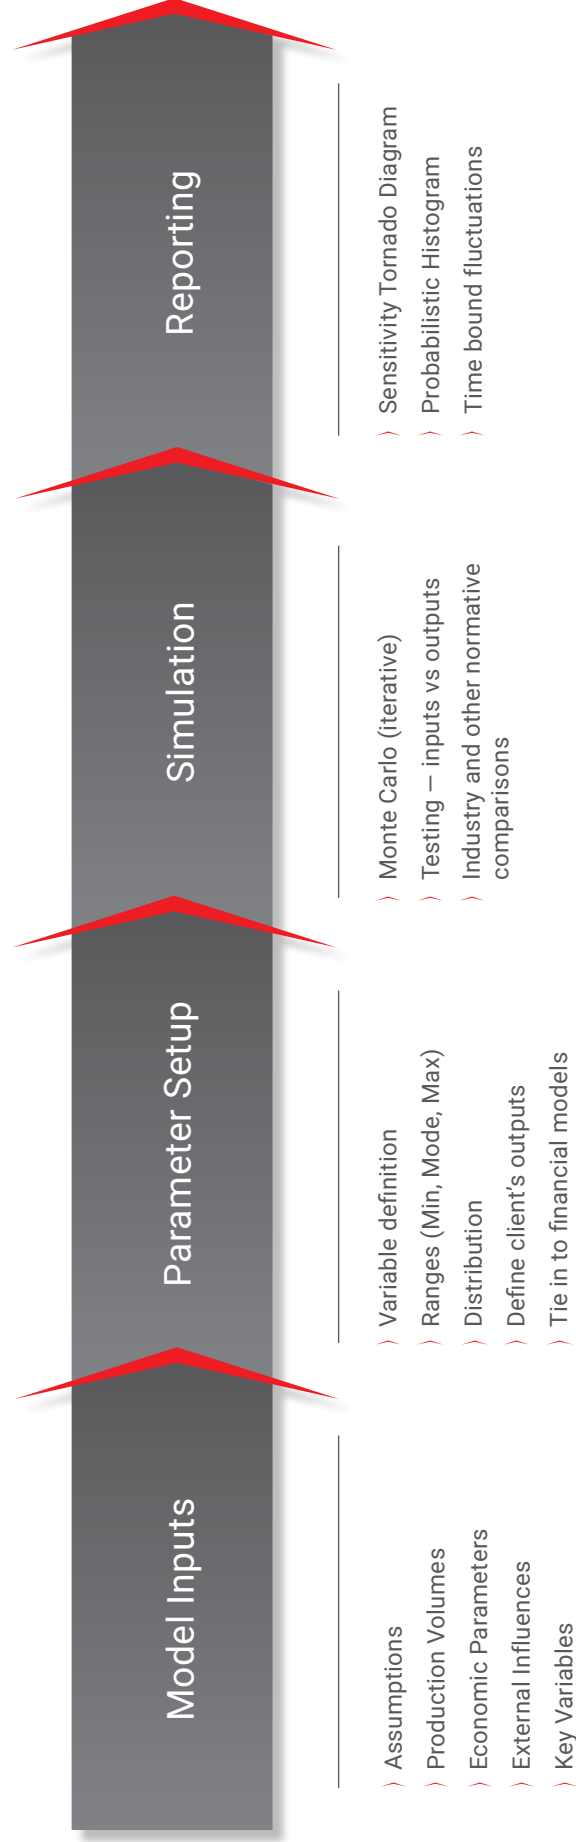 Model Inputs
Assumptions
Production Volumes
Economic Parameters
External Influences
Key Variables
Parameter Setup
Variable definition
Ranges (Min, Mode, Max)
Distribution
Define client’s outputs
Tie in to financial models
Simulation
Monte Carlo (iterative)
Testing – inputs vs outputs
Industry and other normative
comparisons
Reporting
Sensitivity Tornado Diagram
Probabilistic Histogram
Time bound fluctuations